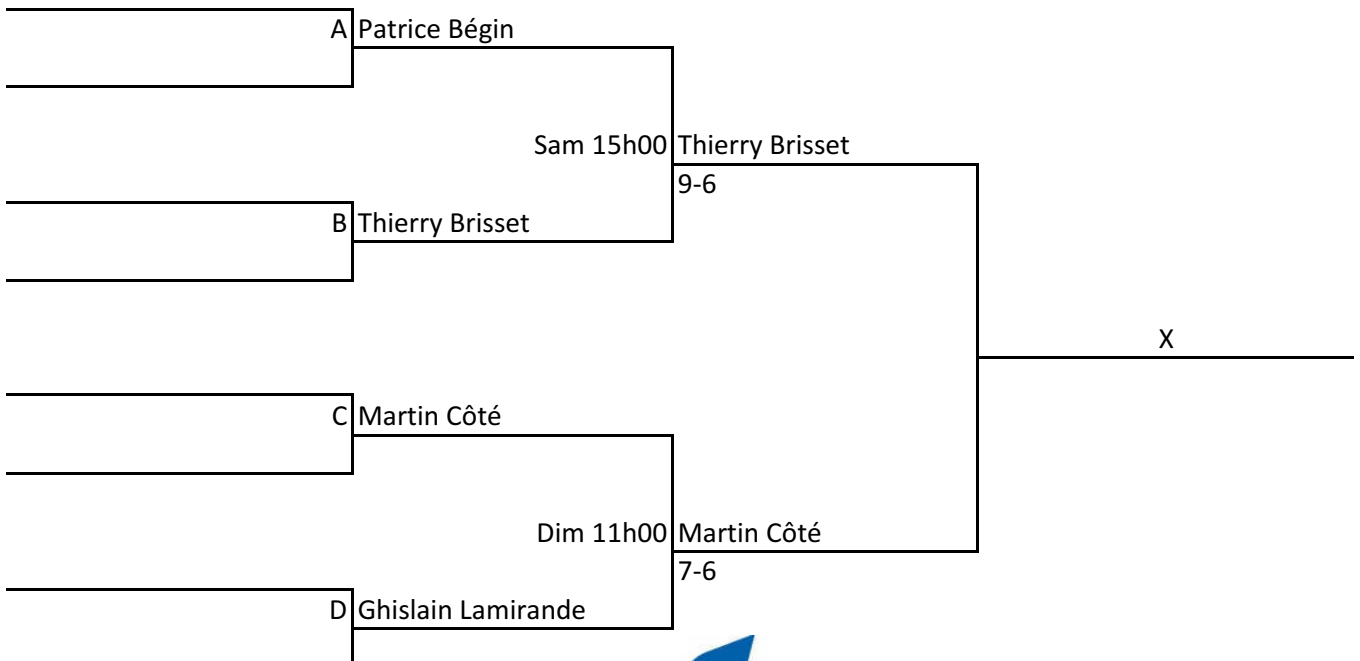 A Patrice Bégin
Sam 15h00 Thierry Brisset
9-6
B Thierry Brisset
X
C Martin Côté
Dim 11h00 Martin Côté
7-6
D Ghislain Lamirande